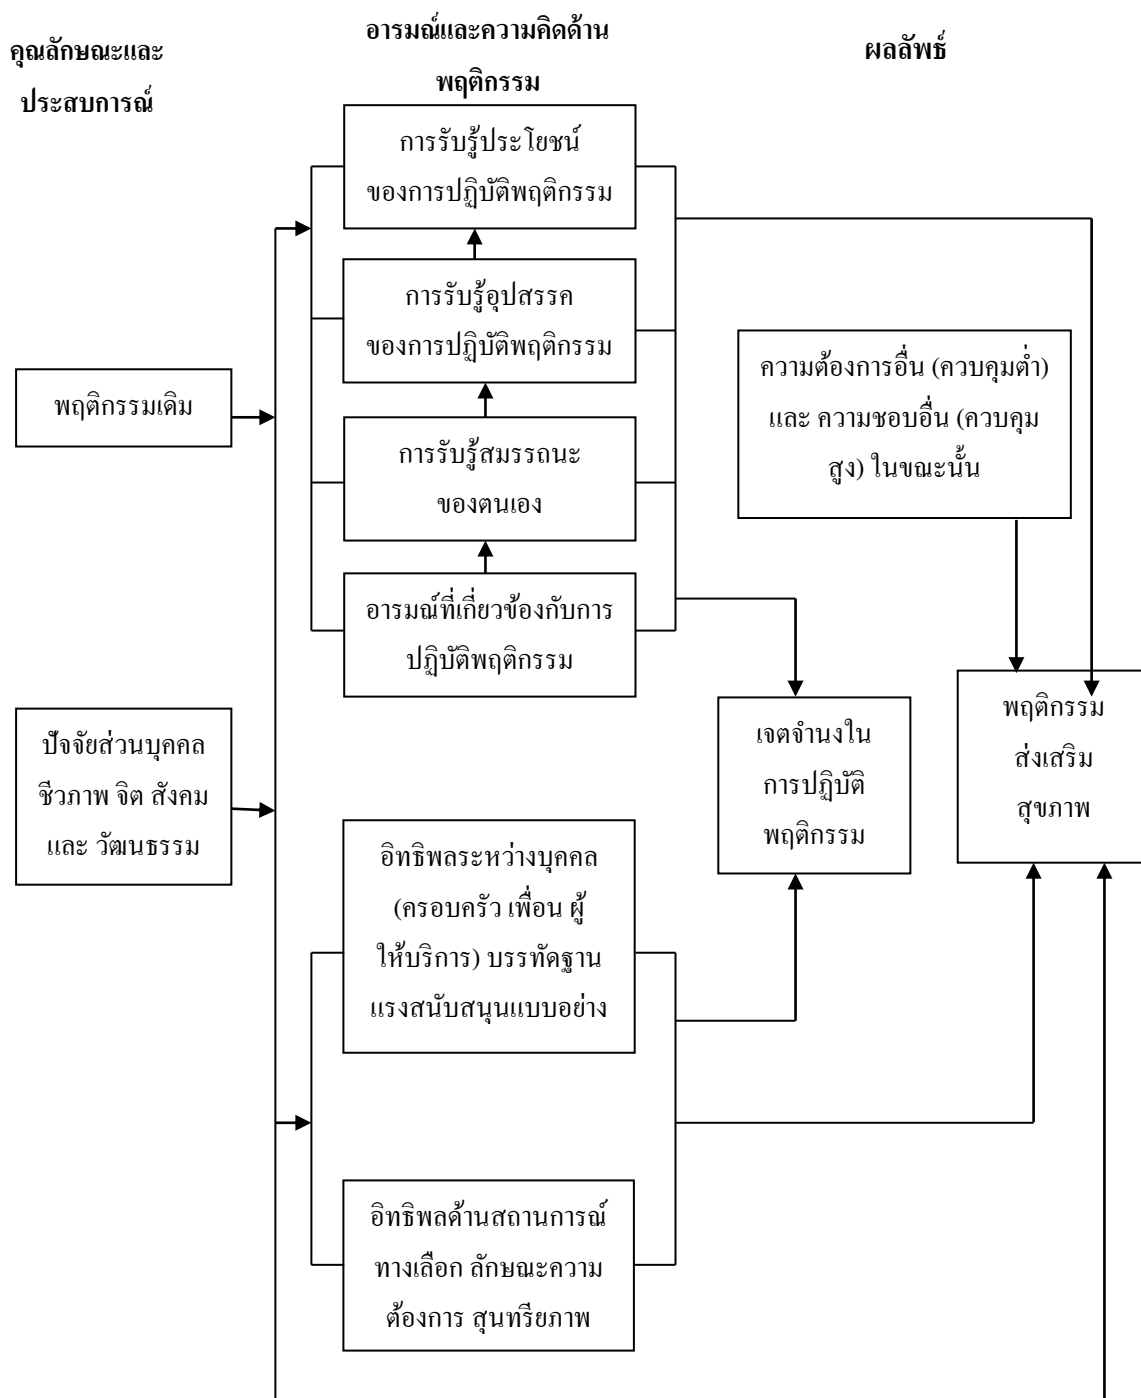 คุณลักษณะและ
ประสบการณ์
อารมณ์และความคิดด้าน
พฤติกรรม
ผลลัพธ์
การรับรู้ประโยชน์
ของการปฏิบัติพฤติกรรม
การรับรู้อุปสรรค
ของการปฏิบัติพฤติกรรม
พฤติกรรมเดิม
การรับรู้สมรรถนะ
ของตนเอง
ความต้องการอื่น (ควบคุมต่ำ)
และ ความชอบอื่น (ควบคุม
สูง) ในขณะนั้น
อารมณ์ที่เกี่ยวข้องกับการ
ปฏิบัติพฤติกรรม
ปัจจัยส่วนบุคคล
ชีวภาพ จิต สังคม
และ วัฒนธรรม
เจตจำนงใน
การปฏิบัติ
พฤติกรรม
พฤติกรรม
ส่งเสริม
สุขภาพ
อิทธิพลระหว่างบุคคล
(ครอบครัว เพื่อน ผู้
ให้บริการ) บรรทัดฐาน
แรงสนับสนุนแบบอย่าง
อิทธิพลด้านสถานการณ์
ทางเลือก ลักษณะความ
ต้องการ สุนทรียภาพ